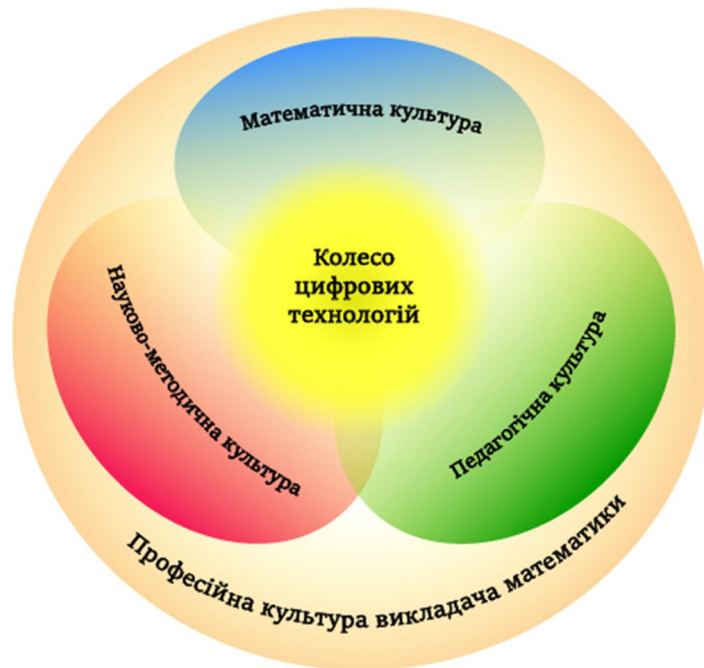 Математична культура
Колесо
цифрових
технологій
Науково-методична культура
Педагогічна культура
Професійна культура викладача математики